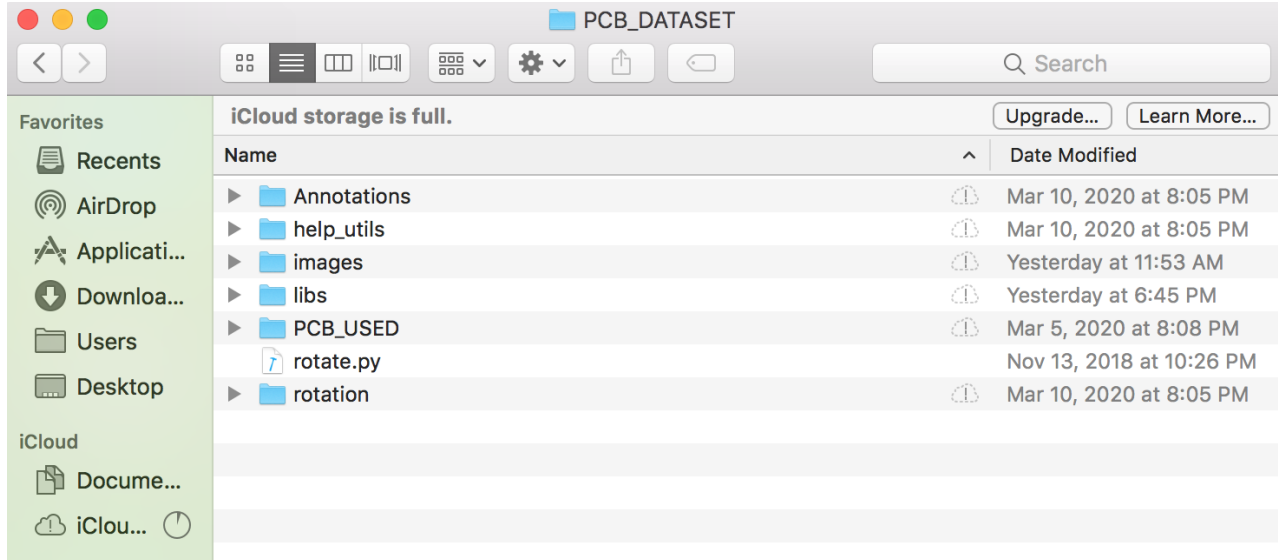 PCB_DATASET
Search
Favorites
Recents
AirDrop
Applicati...
Downloa...
Users
Desktop
iCloud
Docume...
iClou...
iCloud storage is full.
Upgrade...
Learn More...
Name Date Modified
Annotations Mar 10, 2020 at 8:05 PM
help_utils Mar 10, 2020 at 8:05 PM
images Yesterday at 11:53 AM
libs Yesterday at 6:45 PM
PCB_USED Mar 5, 2020 at 8:08 PM
rotate.py Nov 13, 2018 at 10:26 PM
rotation Mar 10, 2020 at 8:05 PM